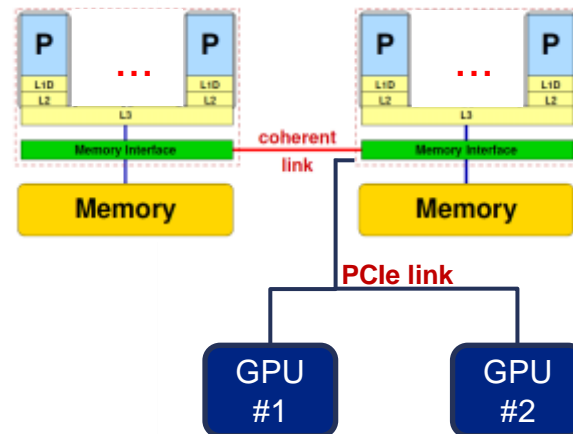 P
...
P
P
...
P
L1D
L1D
L1D
L1D
L2
L2
L2
L2
L3
L3
coherent
link
Memory Interface
Memory Interface
Memory
Memory
PCIe link
GPU
#1
GPU
#2